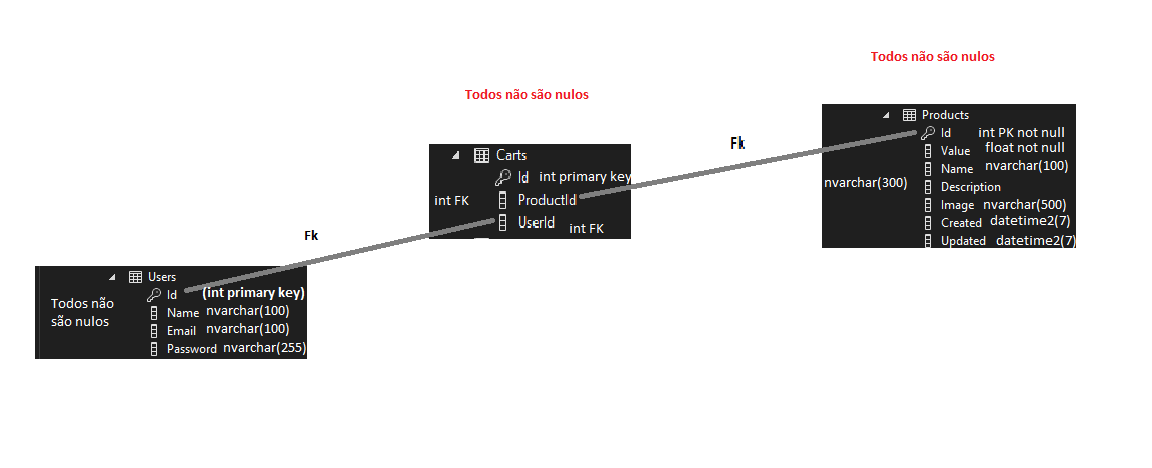 Todos não são nulos
Products
Id int PK not null
Value float not null
Name nvarchar(100)
nvarchar(300) Description
Image nvarchar(500)
Created datetime2(7)
Updated datetime2(7)
Fk
Todos não são nulos
Carts
Id int primary key
int FK ProductId
UserId int FK
Fk
Users
Todos não são nulos
Id (int primary key)
Name nvarchar(100)
Email nvarchar(100)
Password nvarchar(255)